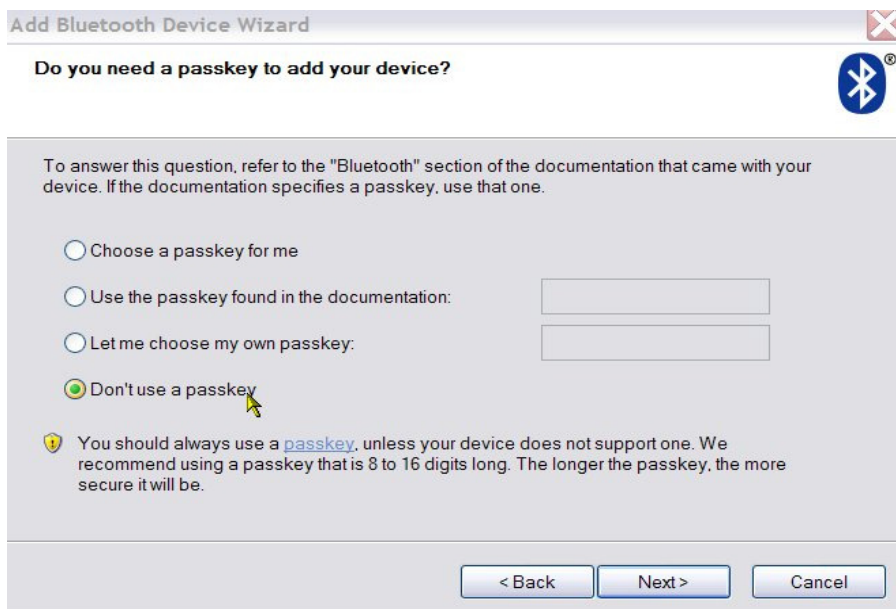 Add Bluetooth Device Wizard
Do you need a passkey to add your device?
®
To answer this question, refer to the "Bluetooth" section of the documentation that came with your
device. If the documentation specifies a passkey, use that one.
Choose a passkey for me
Use the passkey found in the documentation:
Let me choose my own passkey:
Don't use a passkey
You should always use a passkey, unless your device does not support one. We
recommend using a passkey that is 8 to 16 digits long. The longer the passkey, the more
secure it will be.
< Back Next > Cancel